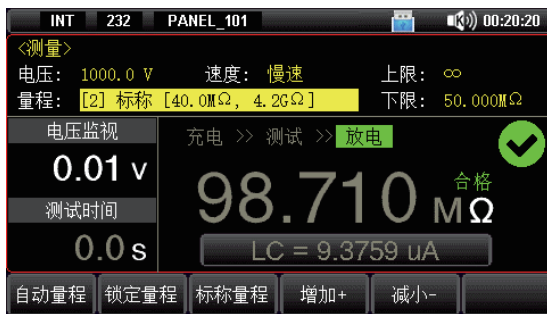 INT 232 PANEL_101 00:20:20
<测量>
电压: 1000.0 V 速度: 慢速 上限: ∞
量程: [2] 标称 [40.0MΩ, 4.2GΩ] 下限: 50.000MΩ
电压监视 充电 >> 测试 >> 放电
0.01 v
98.710 MΩ 合格
测试时间
0.0 s LC = 9.3759 uA
自动量程 锁定量程 标称量程 增加+ 减小-